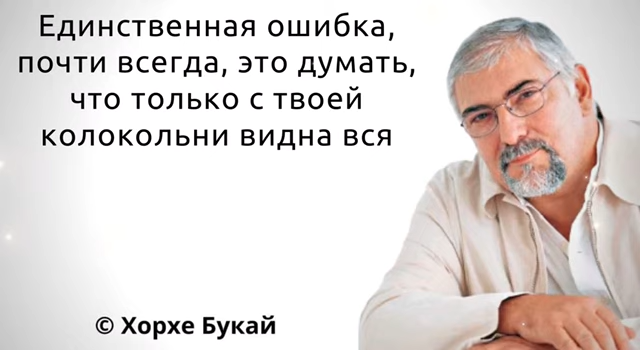 Единственная ошибка,
почти всегда, это думать,
что только с твоей
колокольни видна вся
© Хорхе Букай